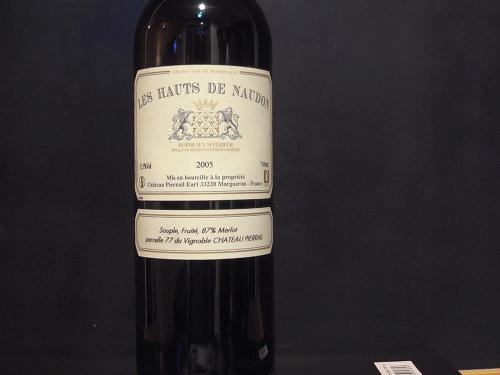 GRAND VIN DE BORDEAUX
LES HAUTS DE NAUDON
BORDEAUX SUPERIEUR
2005
Mis en bouteille à la propriété
Château Pierrail Earl 33220 Margueron - France
Souple, Fruité, 87% Merlot
parcelle 77 du Vignoble CHATEAU PIERRAIL